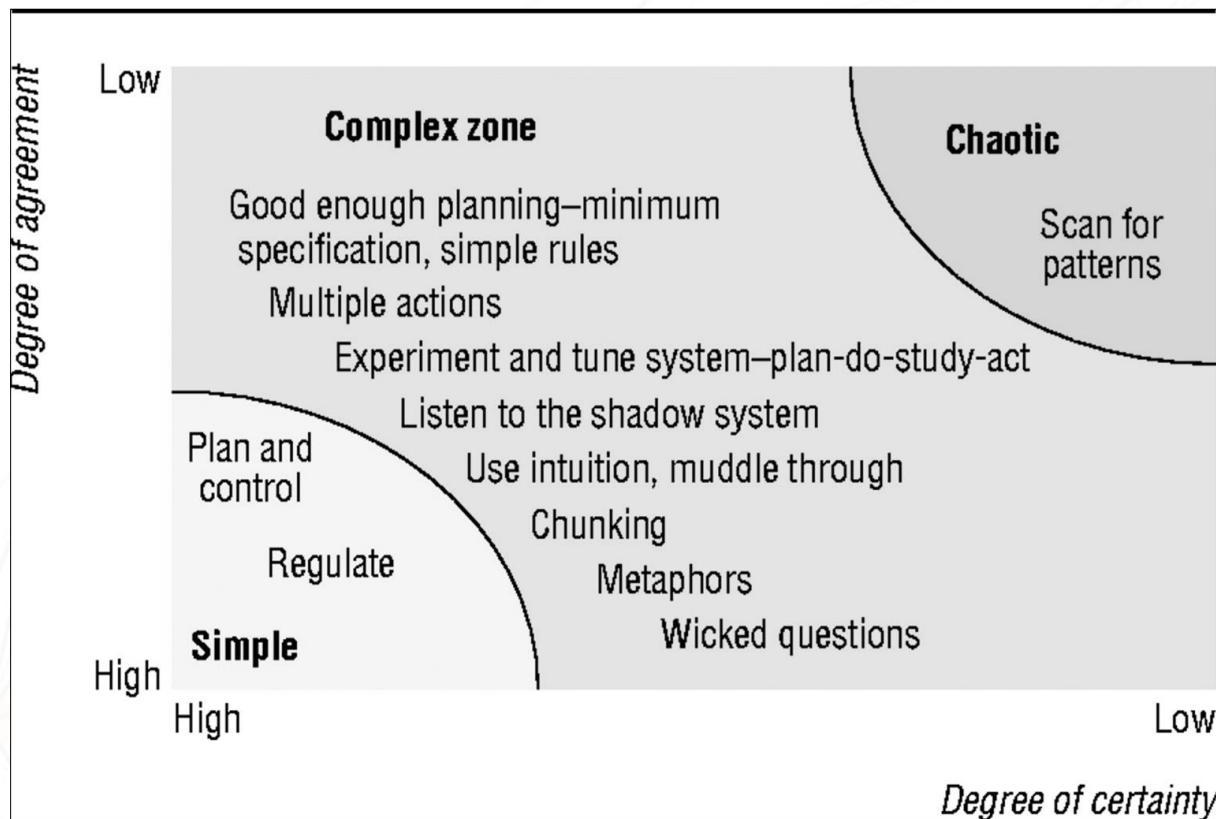 Degree of agreement
Low
Complex zone
Chaotic
Good enough planning–minimum
specification, simple rules
Scan for
patterns
Multiple actions
Experiment and tune system–plan-do-study-act
Listen to the shadow system
Plan and
control
Use intuition, muddle through
Chunking
Regulate
Metaphors
Wicked questions
Simple
High
High
Low
Degree of certainty